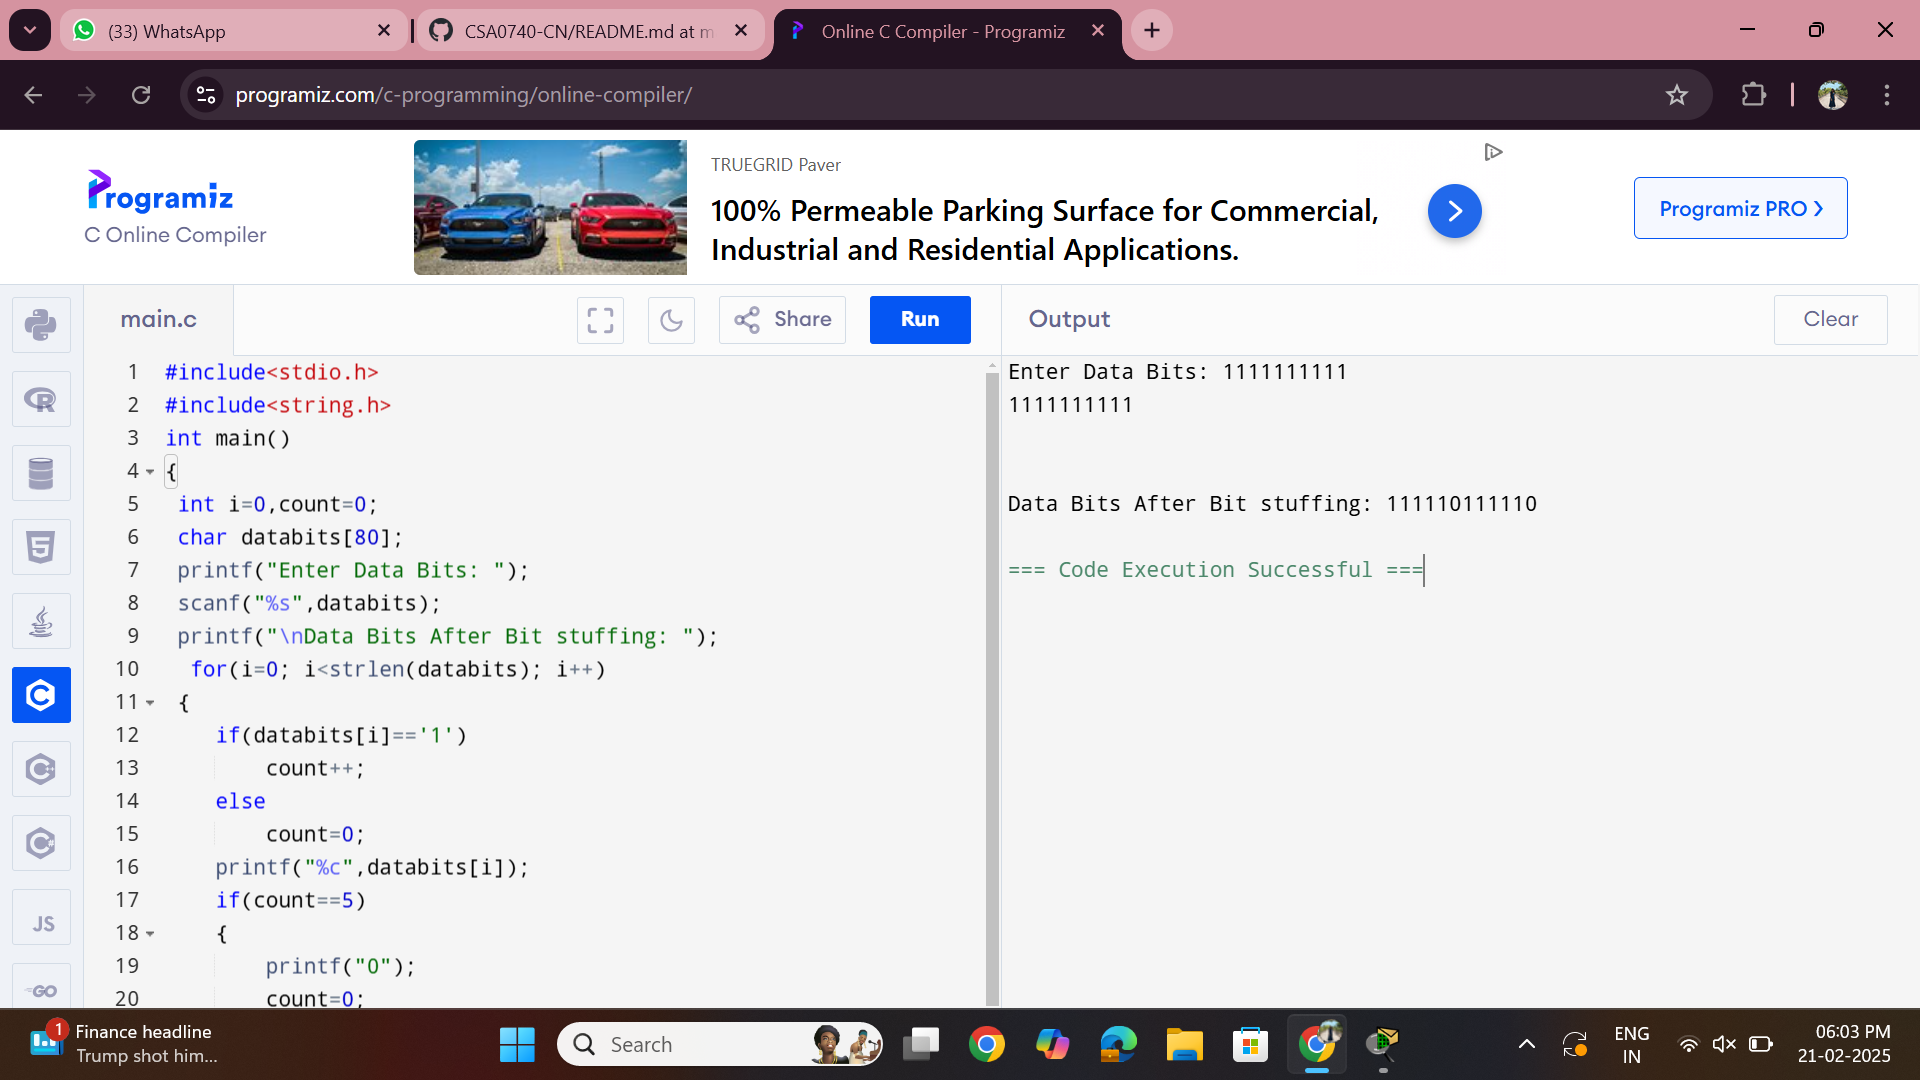 (33) WhatsApp
CSA0740-CN/README.md at m
Online C Compiler - Programiz
programiz.com/c-programming/online-compiler/
Programiz
C Online Compiler
TRUEGRID Paver
100% Permeable Parking Surface for Commercial,
Industrial and Residential Applications.
Programiz PRO
main.c
Share
Run
Output
Clear
1 #include<stdio.h>
2 #include<string.h>
3 int main()
4 {
5 int i=0,count=0;
6 char databits[80];
7 printf("Enter Data Bits: ");
8 scanf("%s",databits);
9 printf("\nData Bits After Bit stuffing: ");
10 for(i=0; i<strlen(databits); i++)
11 {
12 if(databits[i]=='1')
13 count++;
14 else
15 count=0;
16 printf("%c",databits[i]);
17 if(count==5)
18 {
19 printf("0");
20 count=0;
Enter Data Bits: 1111111111
1111111111
Data Bits After Bit stuffing: 111110111110
=== Code Execution Successful ===
JS
GO
1
Finance headline
Trump shot him...
Search
ENG
IN
06:03 PM
21-02-2025